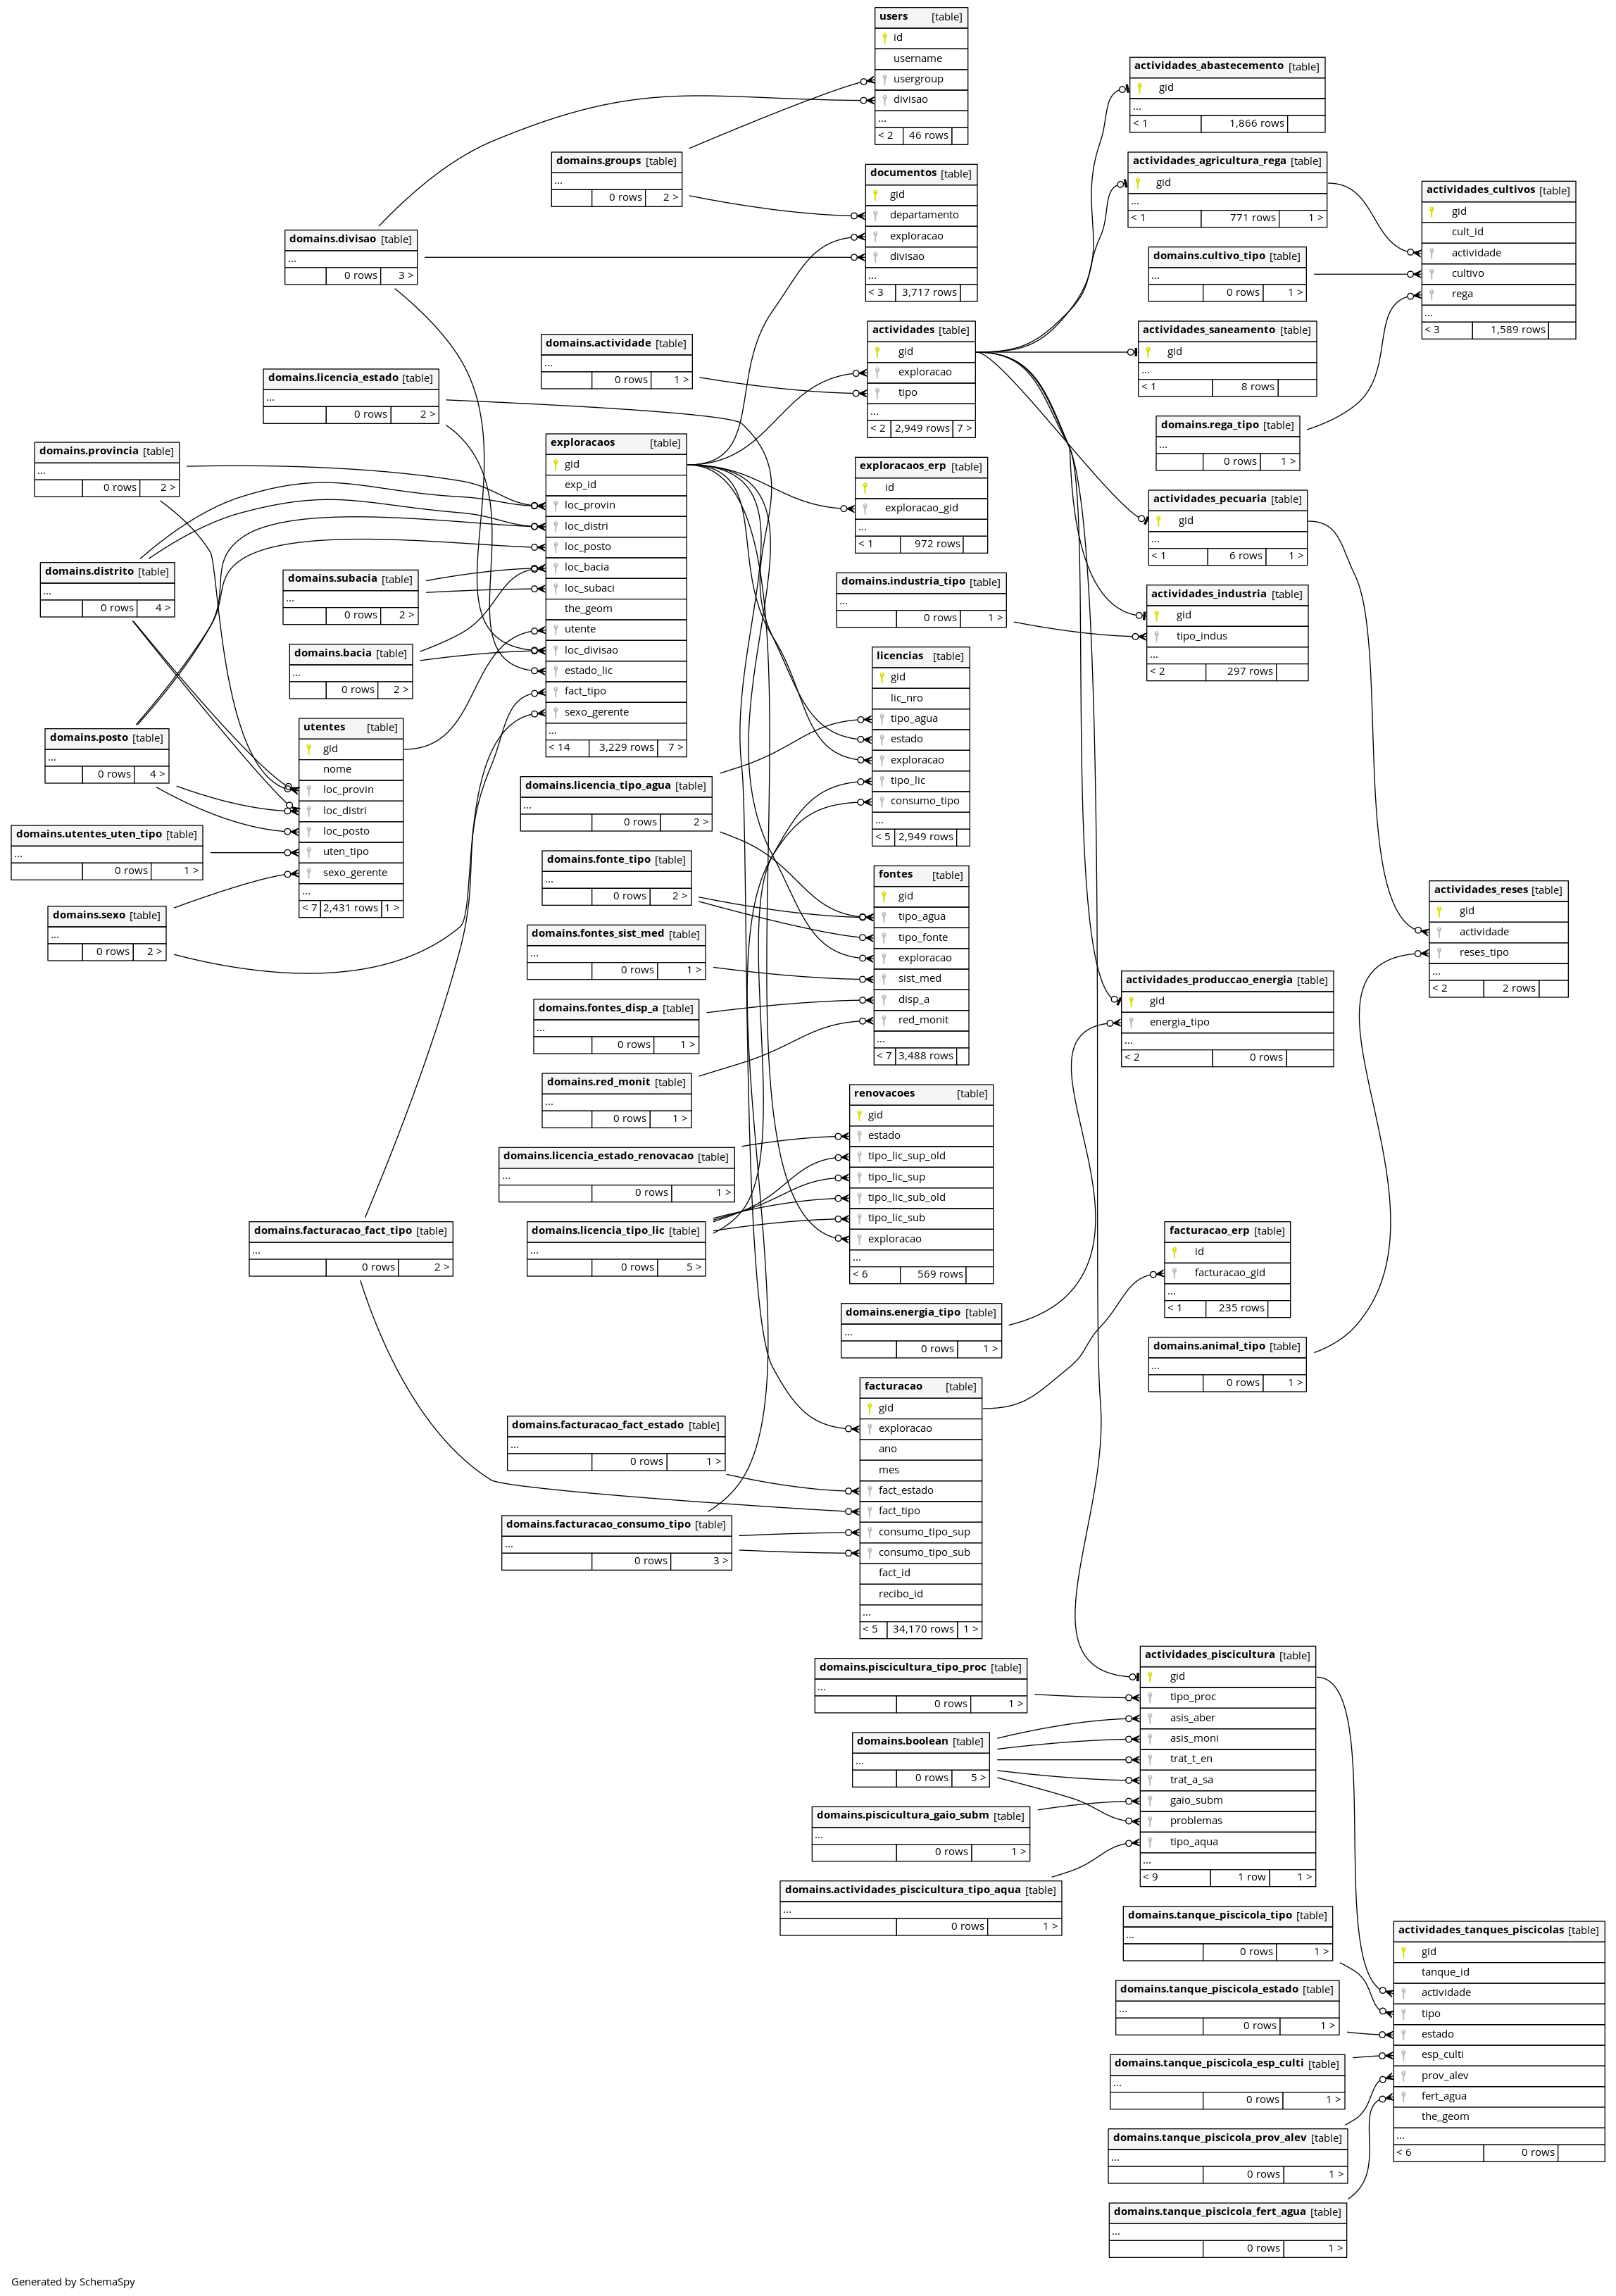 users [table]
id
username
usergroup
divisao
...
< 2 46 rows
actividades_abastecemento [table]
gid
...
< 1 1,866 rows
domains.groups [table]
...
0 rows 2 >
documentos [table]
gid
departamento
exploracao
divisao
...
< 3 3,717 rows
actividades_agricultura_rega [table]
gid
...
< 1 771 rows 1 >
actividades_cultivos [table]
gid
cult_id
actividade
cultivo
rega
...
< 3 1,589 rows
domains.divisao [table]
...
0 rows 3 >
domains.cultivo_tipo [table]
...
0 rows 1 >
actividades [table]
gid
exploracao
tipo
...
< 2 2,949 rows 7 >
actividades_saneamento [table]
gid
...
< 1 8 rows
domains.actividade [table]
...
0 rows 1 >
domains.licencia_estado [table]
...
0 rows 2 >
domains.rega_tipo [table]
...
0 rows 1 >
domains.provincia [table]
...
0 rows 2 >
exploracaos [table]
gid
exp_id
loc_provin
loc_distri
loc_posto
loc_bacia
loc_subaci
the_geom
utente
loc_divisao
estado_lic
fact_tipo
sexo_gerente
...
< 14 3,229 rows 7 >
exploracaos_erp [table]
id
exploracao_gid
...
< 1 972 rows
actividades_pecuaria [table]
gid
...
< 1 6 rows 1 >
domains.distrito [table]
...
0 rows 4 >
domains.subacia [table]
...
0 rows 2 >
domains.industria_tipo [table]
...
0 rows 1 >
actividades_industria [table]
gid
tipo_indus
...
< 2 297 rows
domains.bacia [table]
...
0 rows 2 >
licencias [table]
gid
lic_nro
tipo_agua
estado
exploracao
tipo_lic
consumo_tipo
...
< 5 2,949 rows
domains.posto [table]
...
0 rows 4 >
utentes [table]
gid
nome
loc_provin
loc_distri
loc_posto
uten_tipo
sexo_gerente
...
< 7 2,431 rows 1 >
domains.licencia_tipo_agua [table]
...
0 rows 2 >
domains.utentes_uten_tipo [table]
...
0 rows 1 >
domains.fonte_tipo [table]
...
0 rows 2 >
fontes [table]
gid
tipo_agua
tipo_fonte
exploracao
sist_med
disp_a
red_monit
...
< 7 3,488 rows
actividades_reses [table]
gid
actividade
reses_tipo
...
< 2 2 rows
domains.sexo [table]
...
0 rows 2 >
domains.fontes_sist_med [table]
...
0 rows 1 >
actividades_produccao_energia [table]
gid
energia_tipo
...
< 2 0 rows
domains.fontes_disp_a [table]
...
0 rows 1 >
domains.red_monit [table]
...
0 rows 1 >
renovacoes [table]
gid
estado
tipo_lic_sup_old
tipo_lic_sup
tipo_lic_sub_old
tipo_lic_sub
exploracao
...
< 6 569 rows
domains.licencia_estado_renovacao [table]
...
0 rows 1 >
domains.facturacao_fact_tipo [table]
...
0 rows 2 >
domains.licencia_tipo_lic [table]
...
0 rows 5 >
facturacao_erp [table]
id
facturacao_gid
...
< 1 235 rows
domains.energia_tipo [table]
...
0 rows 1 >
domains.animal_tipo [table]
...
0 rows 1 >
facturacao [table]
gid
exploracao
ano
mes
fact_estado
fact_tipo
consumo_tipo_sup
consumo_tipo_sub
fact_id
recibo_id
...
< 5 34,170 rows 1 >
domains.facturacao_fact_estado [table]
...
0 rows 1 >
domains.facturacao_consumo_tipo [table]
...
0 rows 3 >
actividades_piscicultura [table]
gid
tipo_proc
asis_aber
asis_moni
trat_t_en
trat_a_sa
gaio_subm
problemas
tipo_aqua
...
< 9 1 row 1 >
domains.piscicultura_tipo_proc [table]
...
0 rows 1 >
domains.boolean [table]
...
0 rows 5 >
domains.piscicultura_gaio_subm [table]
...
0 rows 1 >
domains.actividades_piscicultura_tipo_aqua [table]
...
0 rows 1 >
domains.tanque_piscicola_tipo [table]
...
0 rows 1 >
actividades_tanques_piscicolas [table]
gid
tanque_id
actividade
tipo
estado
esp_culti
prov_alev
fert_agua
the_geom
...
< 6 0 rows
domains.tanque_piscicola_estado [table]
...
0 rows 1 >
domains.tanque_piscicola_esp_culti [table]
...
0 rows 1 >
domains.tanque_piscicola_prov_alev [table]
...
0 rows 1 >
domains.tanque_piscicola_fert_agua [table]
...
0 rows 1 >
Generated by SchemaSpy